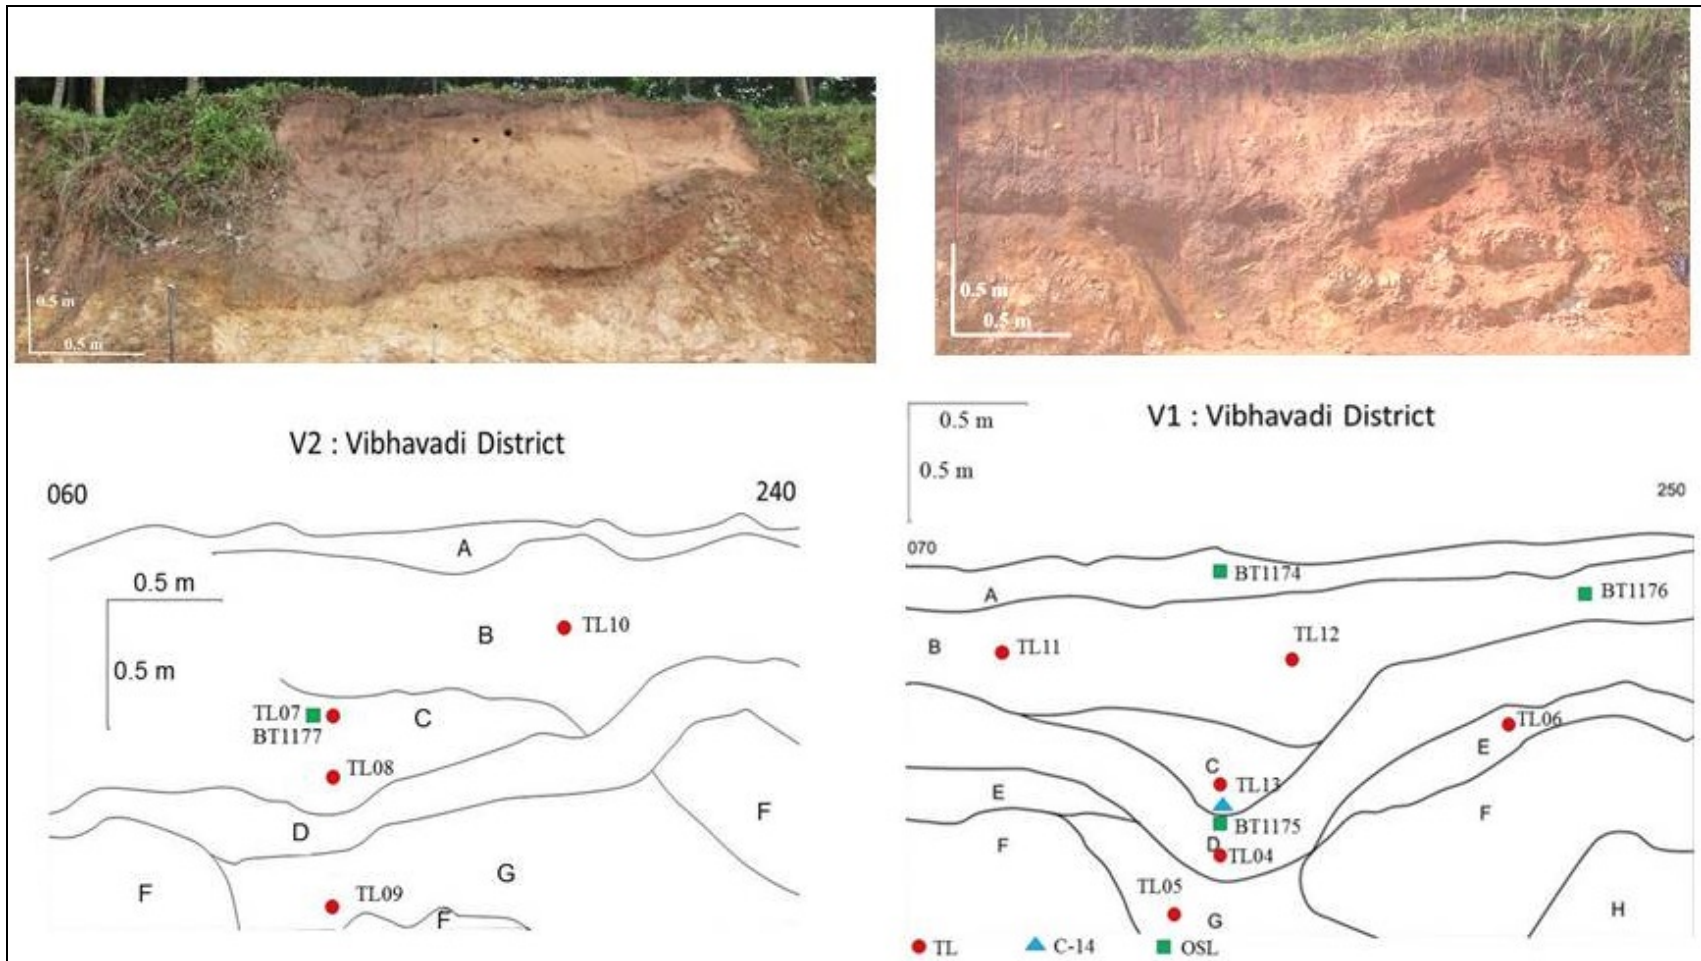 0.5 m
0.5 m
0.5 m
0.5 m
V2 : Vibhavadi District
060
240
A
0.5 m
0.5 m
B
TL10
TL07
BT1177
C
TL08
D
F
F
G
TL09
F
0.5 m
0.5 m
V1 : Vibhavadi District
250
070
BT1174
A
BT1176
B
TL11
TL12
TL06
E
C
TL13
E
BT1175
D
TL04
F
F
TL05
G
H
TL
C-14
OSL